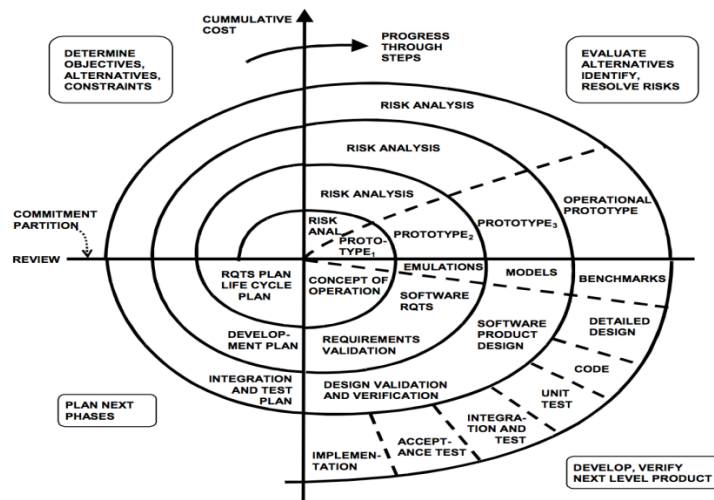 CUMMULATIVE
COST
PROGRESS
THROUGH
STEPS
DETERMINE
OBJECTIVES,
ALTERNATIVES,
CONSTRAINTS
EVALUATE
ALTERNATIVES
IDENTIFY,
RESOLVE RISKS
RISK ANALYSIS
RISK ANALYSIS
RISK ANALYSIS
RISK
ANAL.
PROTO-
TYPE1
PROTOTYPE2
PROTOTYPE3
OPERATIONAL
PROTOTYPE
COMMITMENT
PARTITION
REVIEW
RQTS PLAN
LIFE CYCLE
PLAN
CONCEPT OF
OPERATION
EMULATIONS
MODELS
BENCHMARKS
SOFTWARE
RQTS
SOFTWARE
PRODUCT
DESIGN
DETAILED
DESIGN
DEVELOP-
MENT PLAN
REQUIREMENTS
VALIDATION
CODE
INTEGRATION
AND TEST
PLAN
DESIGN VALIDATION
AND VERIFICATION
UNIT
TEST
INTEGRA-
TION AND
TEST
ACCEPT-
ANCE TEST
IMPLEMEN-
TATION
PLAN NEXT
PHASES
DEVELOP, VERIFY
NEXT LEVEL PRODUCT